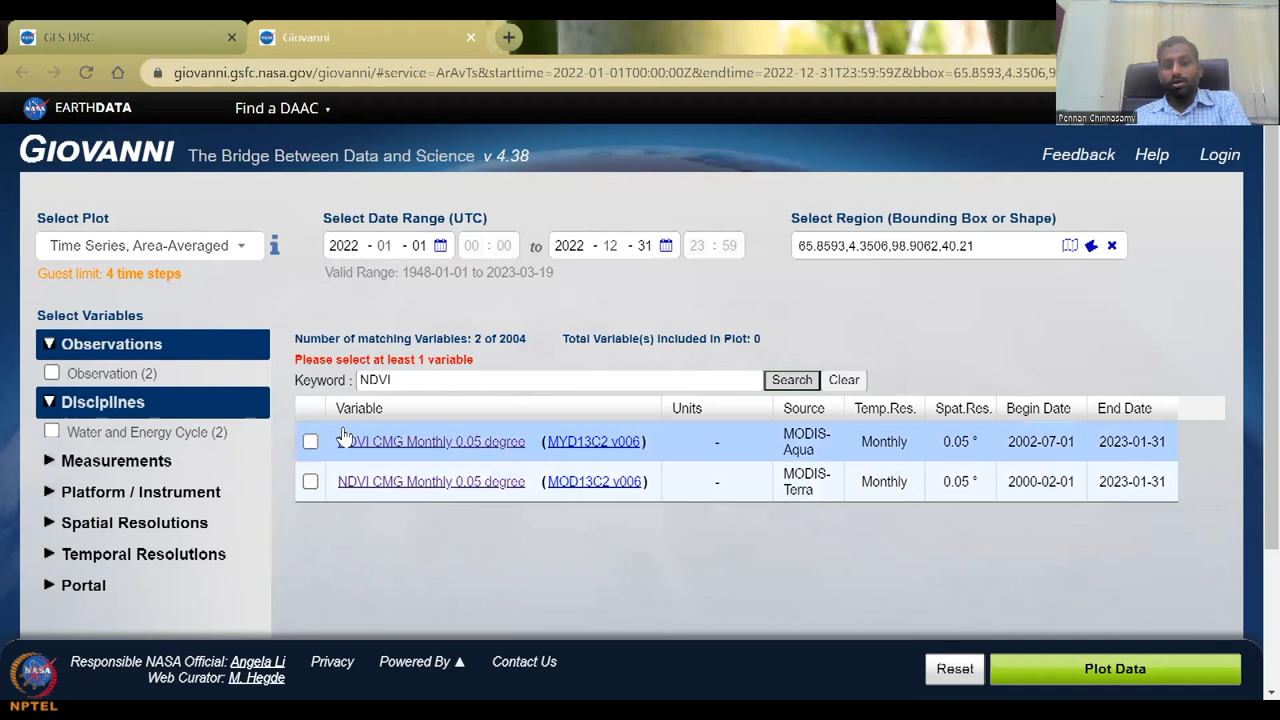 GES DISC
Giovanni
giovanni.gsfc.nasa.gov/giovanni/#service=ArAvTs&starttime=2022-01-01T00:00:00Z&endtime=2022-12-31T23:59:59Z&bbox=65.8593,4.3506,9
Pennan Chinnasamy
EARTHDATA
Find a DAAC
GIOVANNI The Bridge Between Data and Science v 4.38
Feedback Help Login
Select Plot
Select Date Range (UTC)
Select Region (Bounding Box or Shape)
Time Series, Area-Averaged
2022 - 01 - 01 00 : 00 to 2022 - 12 - 31 23 : 59
65.8593,4.3506,98.9062,40.21
Guest limit: 4 time steps
Valid Range: 1948-01-01 to 2023-03-19
Select Variables
Observations
Observation (2)
Disciplines
Water and Energy Cycle (2)
Measurements
Platform / Instrument
Spatial Resolutions
Temporal Resolutions
Portal
Number of matching Variables: 2 of 2004 Total Variable(s) included in Plot: 0
Please select at least 1 variable
Keyword : NDVI Search Clear
Variable Units Source Temp.Res. Spat.Res. Begin Date End Date
NDVI CMG Monthly 0.05 degree (MYD13C2 v006) - MODIS-Aqua Monthly 0.05 ° 2002-07-01 2023-01-31
NDVI CMG Monthly 0.05 degree (MOD13C2 v006) - MODIS-Terra Monthly 0.05 ° 2000-02-01 2023-01-31
Responsible NASA Official: Angela Li Privacy Powered By Contact Us
Web Curator: M. Hegde
Reset Plot Data
NPTEL